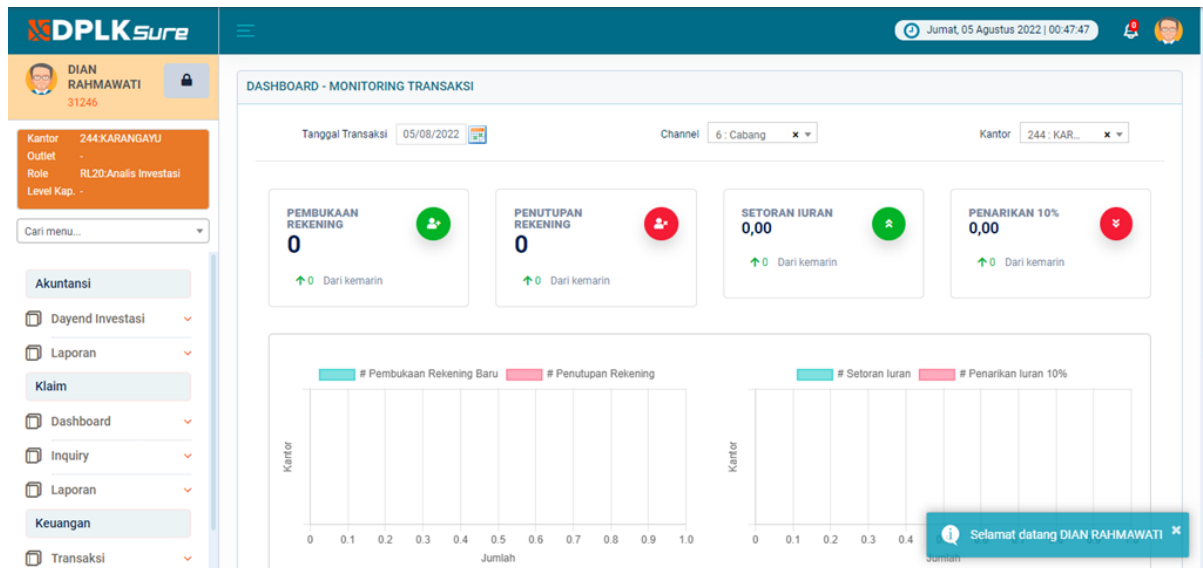 DPLKSure
Jumat, 05 Agustus 2022 | 00:47:47
DIAN
RAHMAWATI
31246
Kantor 244:KARANGAYU
Outlet -
Role RL20:Analis Investasi
Level Kap. -
Cari menu...
Akuntansi
Dayend Investasi
Laporan
Klaim
Dashboard
Inquiry
Laporan
Keuangan
Transaksi
DASHBOARD - MONITORING TRANSAKSI
Tanggal Transaksi 05/08/2022
Channel 6 : Cabang x
Kantor 244 : KAR... x
PEMBUKAAN
REKENING
0
0 Dari kemarin
PENUTUPAN
REKENING
0
0 Dari kemarin
SETORAN IURAN
0,00
0 Dari kemarin
PENARIKAN 10%
0,00
0 Dari kemarin
# Pembukaan Rekening Baru # Penutupan Rekening
Kantor
0 0.1 0.2 0.3 0.4 0.5 0.6 0.7 0.8 0.9 1.0
Jumlah
# Setoran Iuran # Penarikan Iuran 10%
Kantor
0 0.1 0.2 0.3 0.4
Jumlah
Selamat datang DIAN RAHMAWATI x